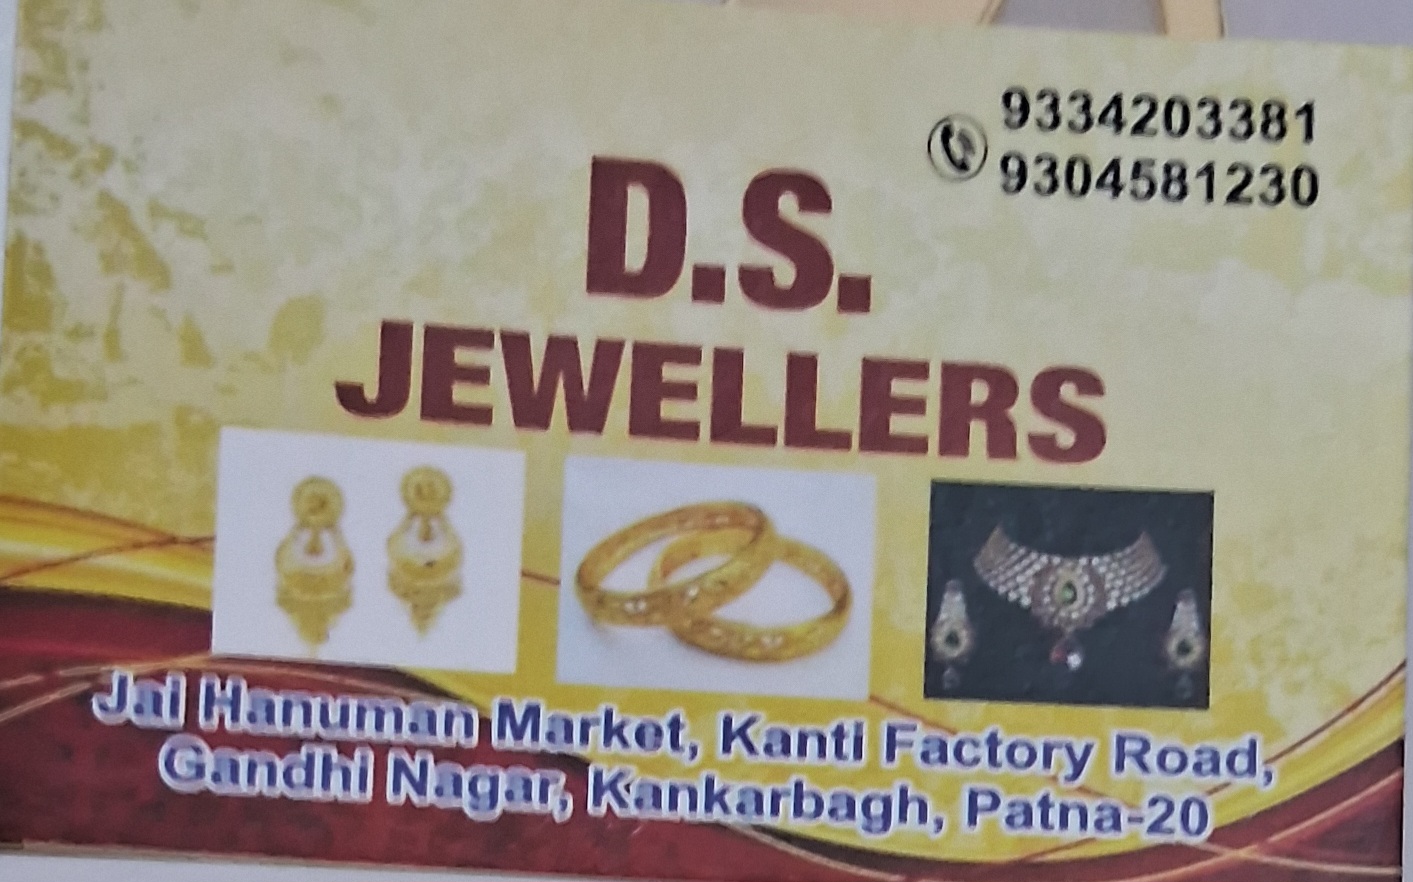 9334203381
9304581230
D.S.
JEWELLERS
Jai Hanuman Market, Kanti Factory Road,
Gandhi Nagar, Kankarbagh, Patna-20